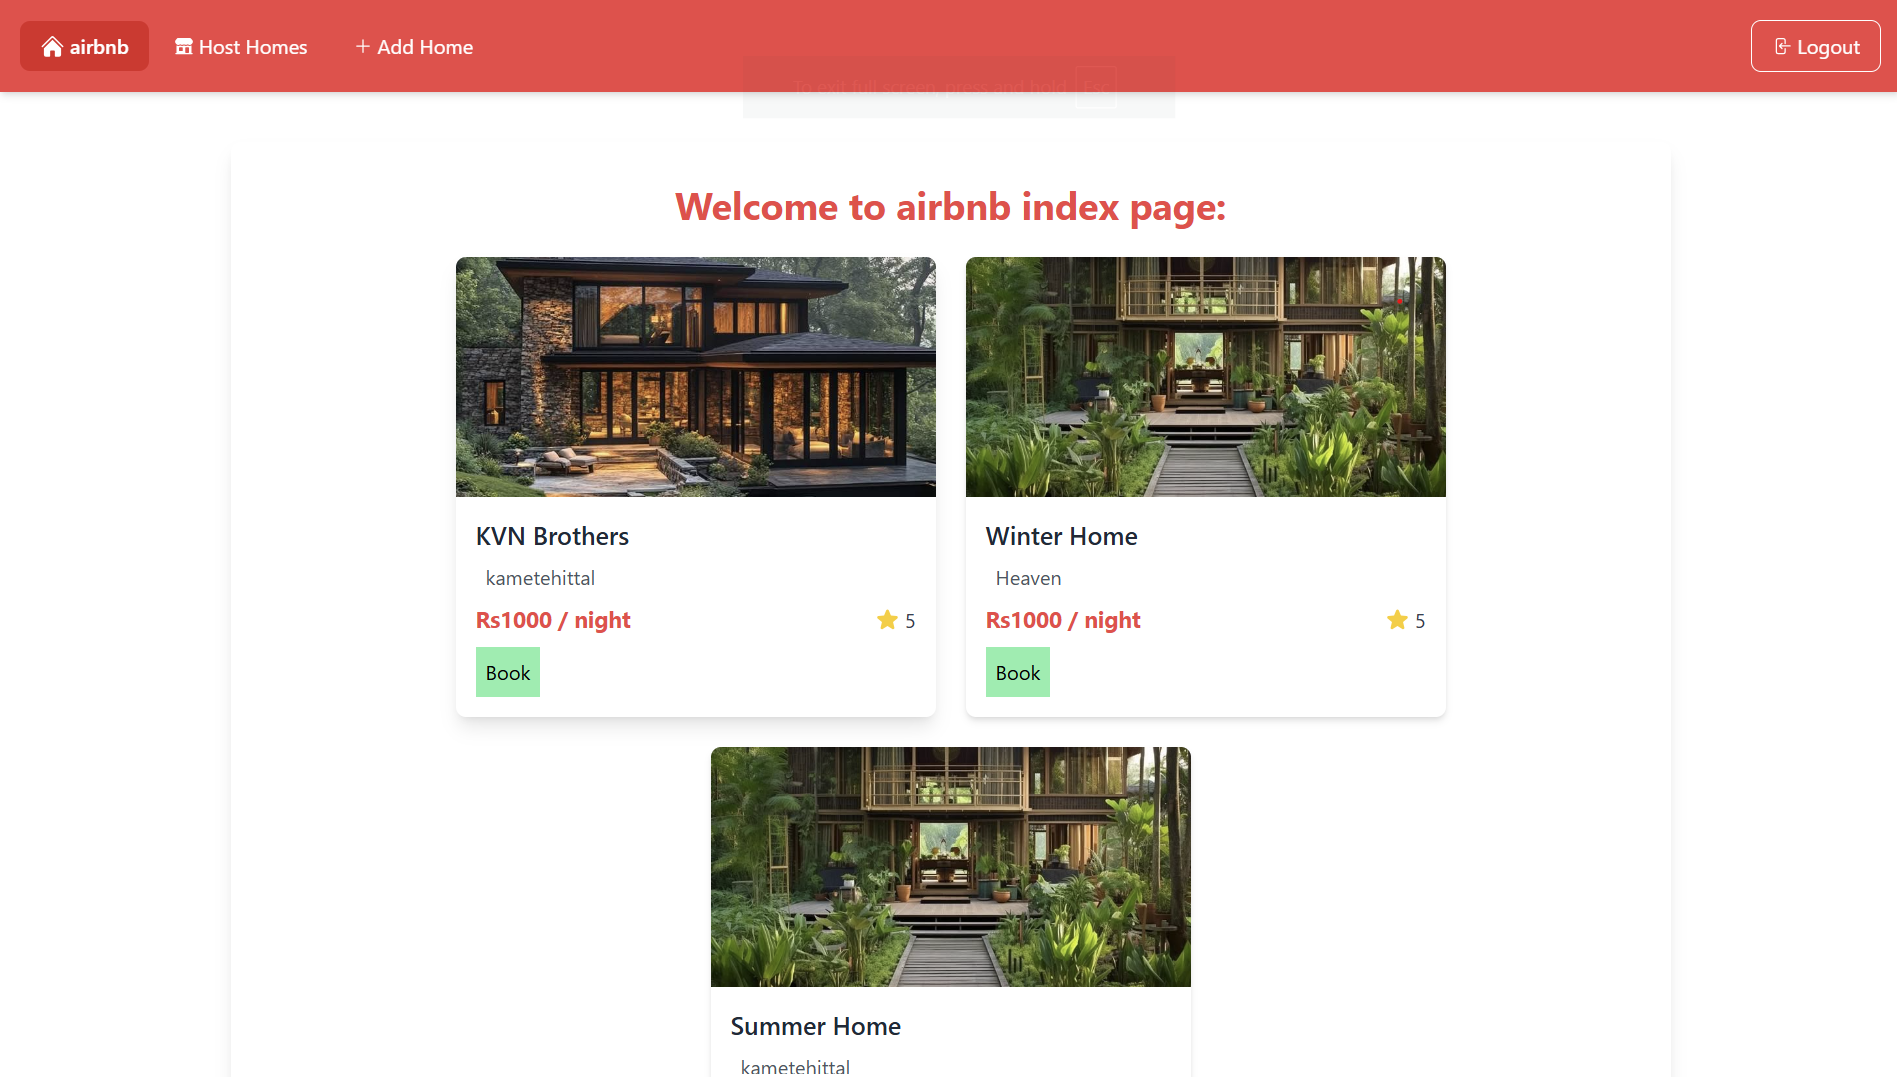 airbnb
Host Homes
+ Add Home
Logout
To exit full screen, press and hold Esc
Welcome to airbnb index page:
KVN Brothers
kametehittal
Rs1000 / night
5
Book
Winter Home
Heaven
Rs1000 / night
5
Book
Summer Home
kametehittal